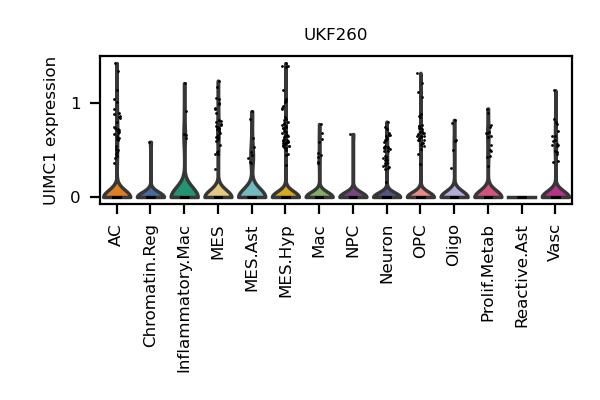 UKF260
UIMC1 expression
1
0
AC
Chromatin.Reg
Inflammatory.Mac
MES
MES.Ast
MES.Hyp
Mac
NPC
Neuron
OPC
Oligo
Prolif.Metab
Reactive.Ast
Vasc